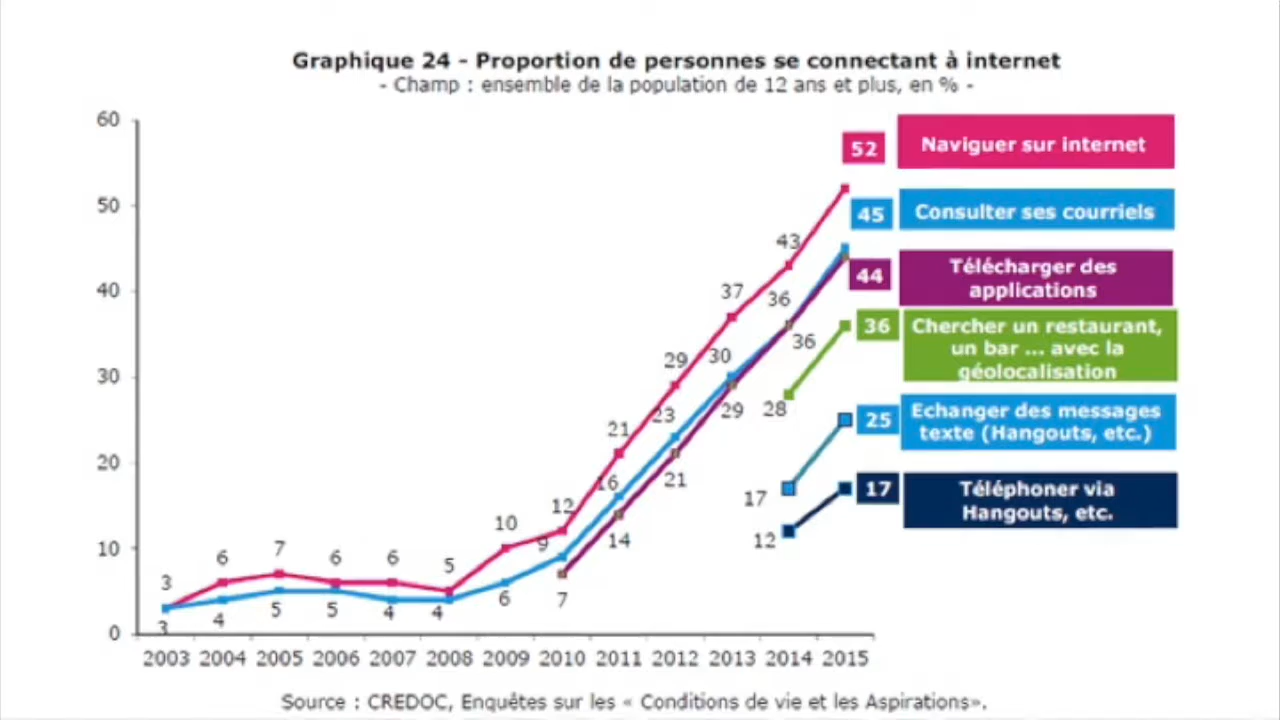 Graphique 24 - Proportion de personnes se connectant à internet
- Champ : ensemble de la population de 12 ans et plus, en % -
60
50
40
30
20
10
0
52 Naviguer sur internet
45 Consulter ses courriels
44 Télécharger des
applications
36 Chercher un restaurant,
un bar ... avec la
géolocalisation
25 Echanger des messages
texte (Hangouts, etc.)
17 Téléphoner via
Hangouts, etc.
3 6 7 6 6 5 10 12 21 29 37 43
3 4 5 5 4 4 6 9 16 23 30 36
7 14 21 29 36
28
17
12
2003 2004 2005 2006 2007 2008 2009 2010 2011 2012 2013 2014 2015
Source : CREDOC, Enquêtes sur les « Conditions de vie et les Aspirations».